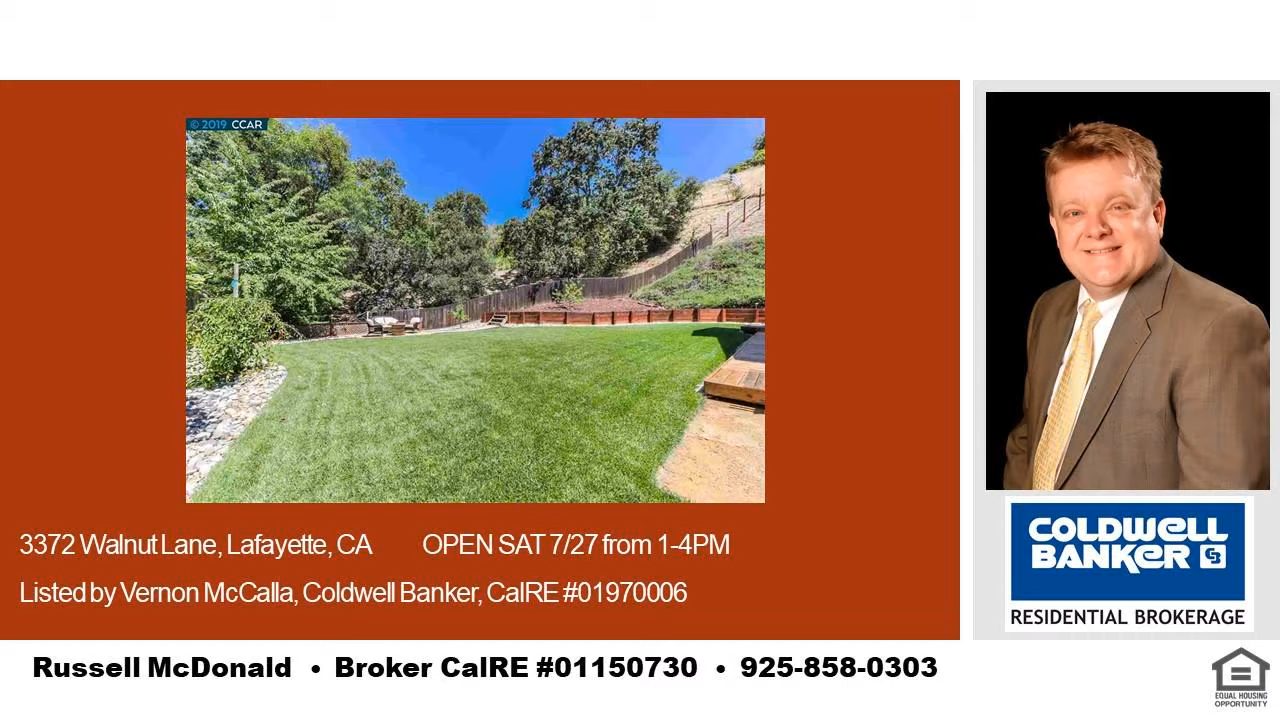 © 2019 CCAR
3372 Walnut Lane, Lafayette, CA OPEN SAT 7/27 from 1-4PM
Listed by Vernon McCalla, Coldwell Banker, CalRE #01970006
COLDWELL
BANKER CB
RESIDENTIAL BROKERAGE
Russell McDonald • Broker CalRE #01150730 • 925-858-0303
EQUAL HOUSING
OPPORTUNITY